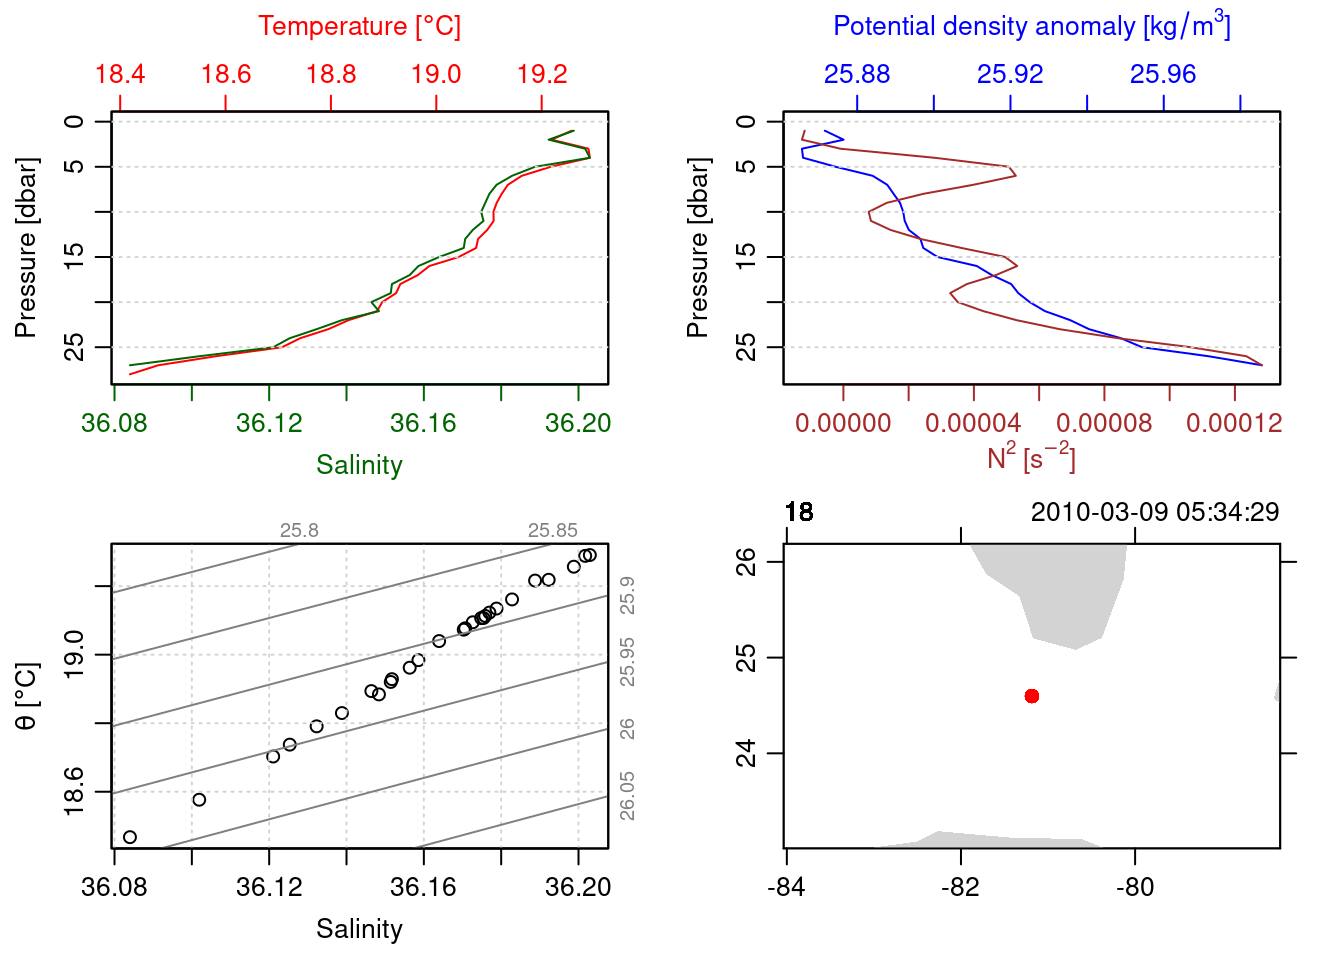 Temperature [°C]
18.4 18.6 18.8 19.0 19.2
Pressure [dbar]
0
5
15
25
36.08 36.12 36.16 36.20
Salinity
Potential density anomaly [kg/m³]
25.88 25.92 25.96
Pressure [dbar]
0
5
15
25
0.00000 0.00004 0.00008 0.00012
N² [s⁻²]
25.8 25.85
θ [°C]
19.0
18.6
25.9
25.95
26
26.05
36.08 36.12 36.16 36.20
Salinity
18 2010-03-09 05:34:29
26
25
24
-84 -82 -80